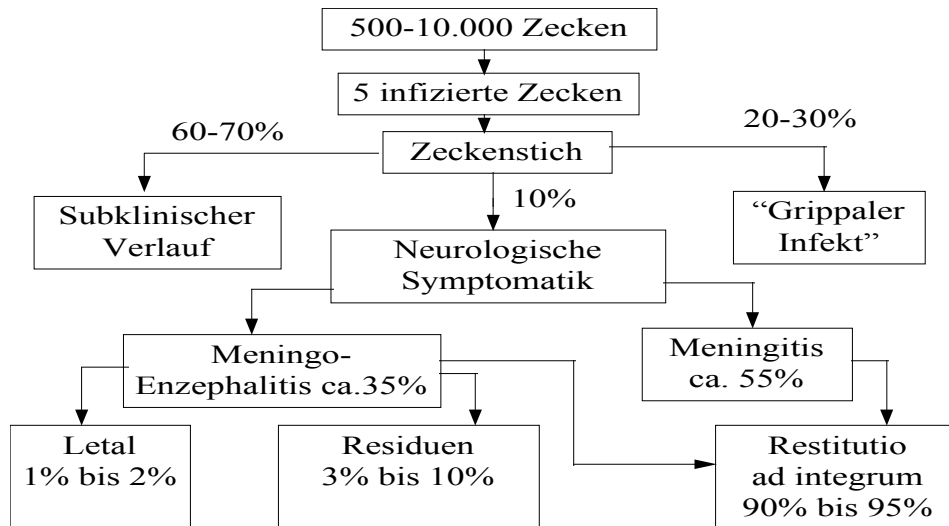 500-10.000 Zecken
5 infizierte Zecken
60-70%
20-30%
Zeckenstich
10%
Subklinischer
Verlauf
“Grippaler
Infekt”
Neurologische
Symptomatik
Meningo-
Enzephalitis ca.35%
Meningitis
ca. 55%
Letal
1% bis 2%
Residuen
3% bis 10%
Restitutio
ad integrum
90% bis 95%